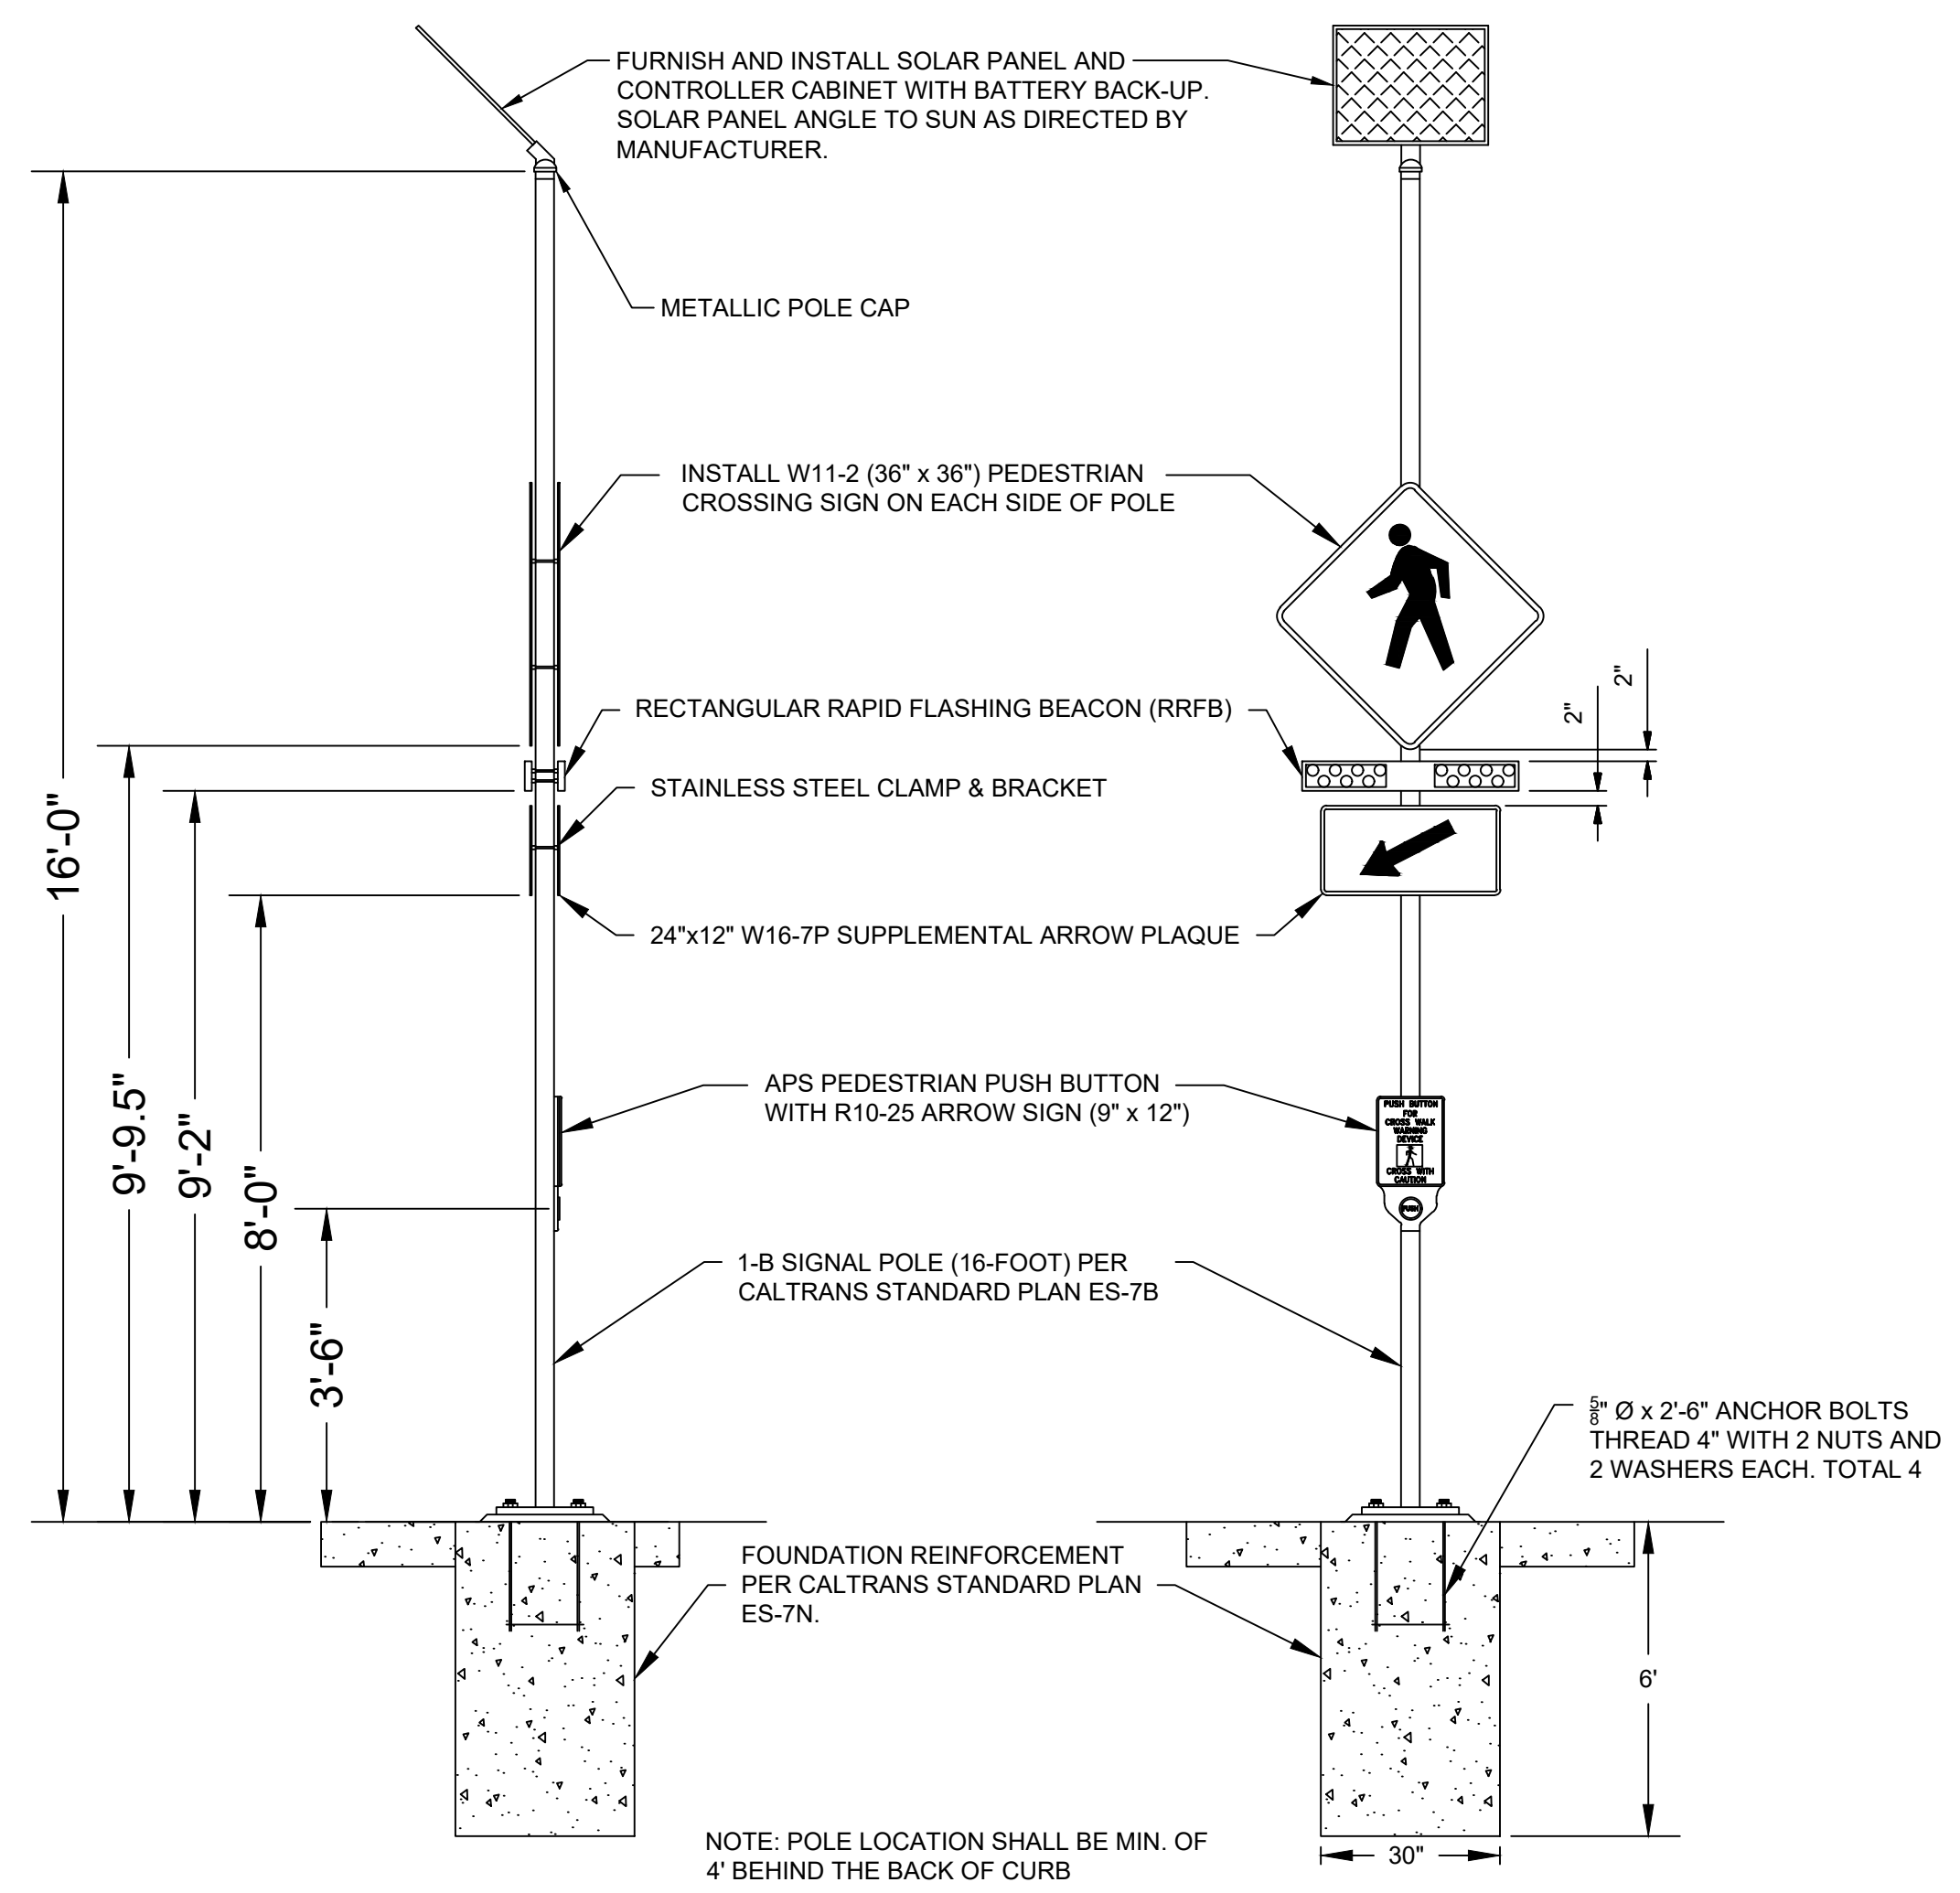 FURNISH AND INSTALL SOLAR PANEL AND
CONTROLLER CABINET WITH BATTERY BACK-UP.
SOLAR PANEL ANGLE TO SUN AS DIRECTED BY
MANUFACTURER.
METALLIC POLE CAP
INSTALL W11-2 (36" x 36") PEDESTRIAN
CROSSING SIGN ON EACH SIDE OF POLE
2"
2"
RECTANGULAR RAPID FLASHING BEACON (RRFB)
STAINLESS STEEL CLAMP & BRACKET
16'-0"
9'-9.5"
9'-2"
8'-0"
3'-6"
24"x12" W16-7P SUPPLEMENTAL ARROW PLAQUE
APS PEDESTRIAN PUSH BUTTON
WITH R10-25 ARROW SIGN (9" x 12")
PUSH BUTTON
FOR
CROSS WALK
WARNING
DEVICE
CROSS WITH
CAUTION
PUSH
1-B SIGNAL POLE (16-FOOT) PER
CALTRANS STANDARD PLAN ES-7B
5/8" Ø x 2'-6" ANCHOR BOLTS
THREAD 4" WITH 2 NUTS AND
2 WASHERS EACH. TOTAL 4
FOUNDATION REINFORCEMENT
PER CALTRANS STANDARD PLAN
ES-7N.
6'
30"
NOTE: POLE LOCATION SHALL BE MIN. OF
4' BEHIND THE BACK OF CURB